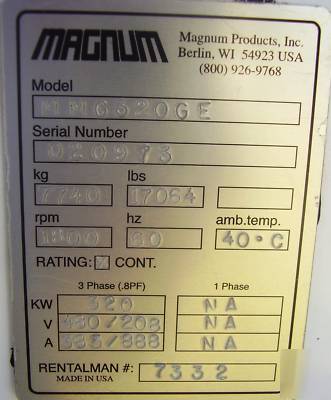 MAGNUM
Magnum Products, Inc.
Berlin, WI 54923 USA
(800) 926-9768
Model
Serial Number
020973
kg lbs
7740 17064
rpm hz amb.temp.
1800 60 40°C
RATING: CONT.
3 Phase (.8PF) 1 Phase
KW 320 NA
V /208 NA
A /888 NA
RENTALMAN #: 7332
MADE IN USA